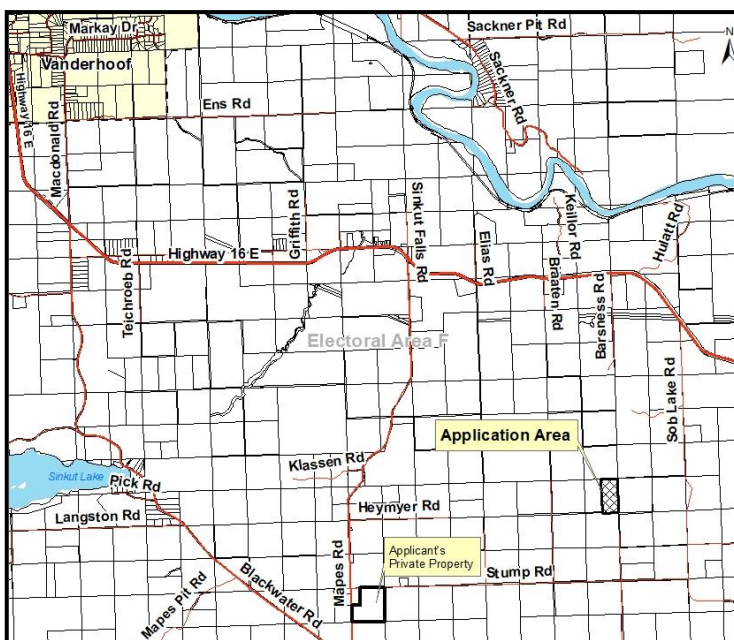 Markay Dr
Sackner Pit Rd
N
Vanderhoof
Highway 16 E
Macdonald Rd
Ens Rd
Sackner Rd
Griffith Rd
Sinkut Falls Rd
Keillor Rd
Hulatt Rd
Highway 16 E
Teichroeb Rd
Elias Rd
Braaten Rd
Barsness Rd
Electoral Area F
Sob Lake Rd
Application Area
Klassen Rd
Sinkut Lake
Pick Rd
Heymyer Rd
Langston Rd
Mapes Rd
Applicant's
Private Property
Stump Rd
Mapes Pit Rd
Blackwater Rd